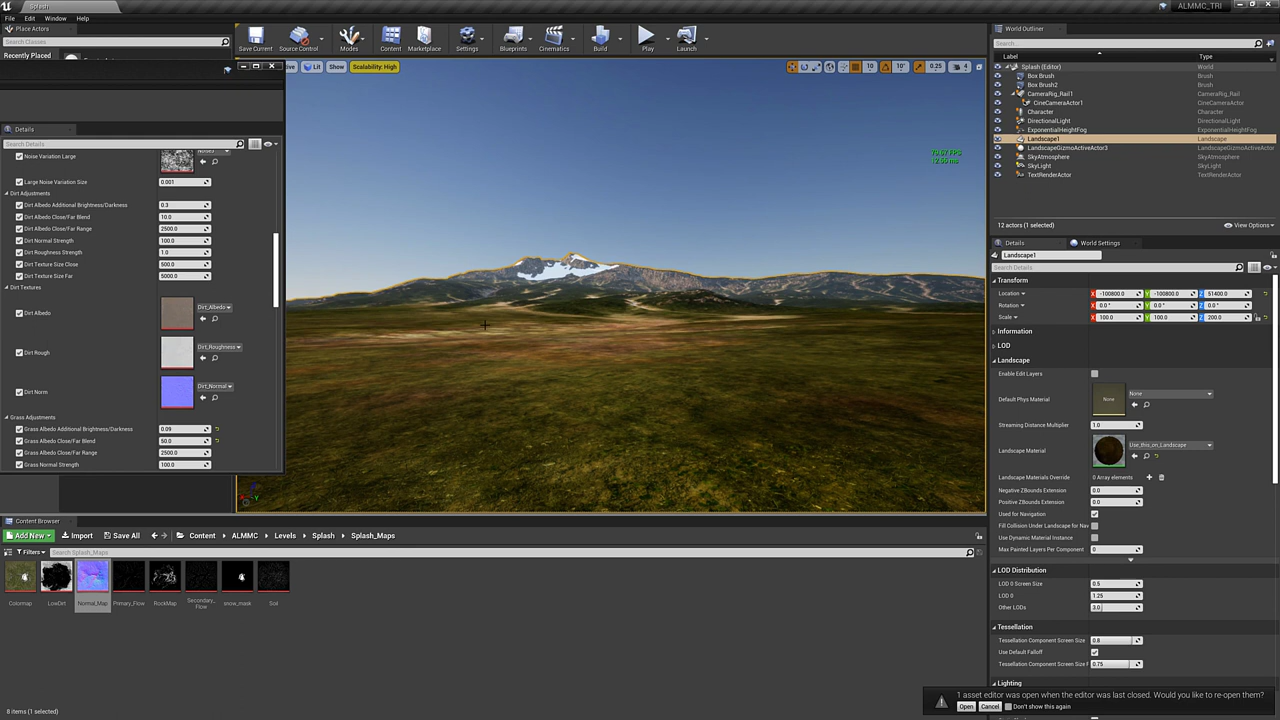 Splash
ALMMC_TRI
File Edit Window Help
Place Actors
Search Classes
Recently Placed
Save Current
Source Control
Modes
Content
Marketplace
Settings
Blueprints
Cinematics
Build
Play
Launch
Lit
Show
Scalability: High
10
10°
0.25
4
Details
Search Details
Noise Variation Large
Large Noise Variation Size 0.001
Dirt Adjustments
Dirt Albedo Additional Brightness/Darkness 0.3
Dirt Albedo Close/Far Blend 10.0
Dirt Albedo Close/Far Range 2500.0
Dirt Normal Strength 100.0
Dirt Roughness Strength 1.0
Dirt Texture Size Close 500.0
Dirt Texture Size Far 5000.0
Dirt Textures
Dirt Albedo
Dirt_Albedo
Dirt Rough
Dirt_Roughness
Dirt Norm
Dirt_Normal
Grass Adjustments
Grass Albedo Additional Brightness/Darkness 0.09
Grass Albedo Close/Far Blend 50.0
Grass Albedo Close/Far Range 2500.0
Grass Normal Strength 100.0
Content Browser
Add New
Import
Save All
Content ALMMC Levels Splash Splash_Maps
Filters
Search Splash_Maps
Colormap
LowDirt
Normal_Map
Primary_Flow
RockMap
Secondary_
Flow
snow_mask
Soil
8 items (1 selected)
World Outliner
Search...
Label Type
Splash (Editor) World
Box Brush Brush
Box Brush2 Brush
CameraRig_Rail1 CameraRig_Rail
CineCameraActor1 CineCameraActor
Character Character
DirectionalLight DirectionalLight
ExponentialHeightFog ExponentialHeightFog
Landscape1 Landscape
LandscapeGizmoActiveActor3 LandscapeGizmoActiveActor
SkyAtmosphere SkyAtmosphere
SkyLight SkyLight
TextRenderActor TextRenderActor
12 actors (1 selected)
View Options
Details
World Settings
Landscape1
Search Details
Transform
Location X -100800.0 Y -100800.0 Z 51400.0
Rotation X 0.0 ° Y 0.0 ° Z 0.0 °
Scale X 100.0 Y 100.0 Z 200.0
Information
LOD
Landscape
Enable Edit Layers
Default Phys Material
None
None
Streaming Distance Multiplier 1.0
Landscape Material
Use_this_on_Landscape
Landscape Materials Override 0 Array elements
Negative ZBounds Extension 0.0
Positive ZBounds Extension 0.0
Used for Navigation
Fill Collision Under Landscape for Nav
Use Dynamic Material Instance
Max Painted Layers Per Component 0
LOD Distribution
LOD 0 Screen Size 0.5
LOD 0 1.25
Other LODs 3.0
Tessellation
Tessellation Component Screen Size 0.8
Use Default Falloff
Tessellation Component Screen Size F 0.75
Lighting
1 asset editor was open when the editor was last closed. Would you like to re-open them?
Open Cancel Don't show this again